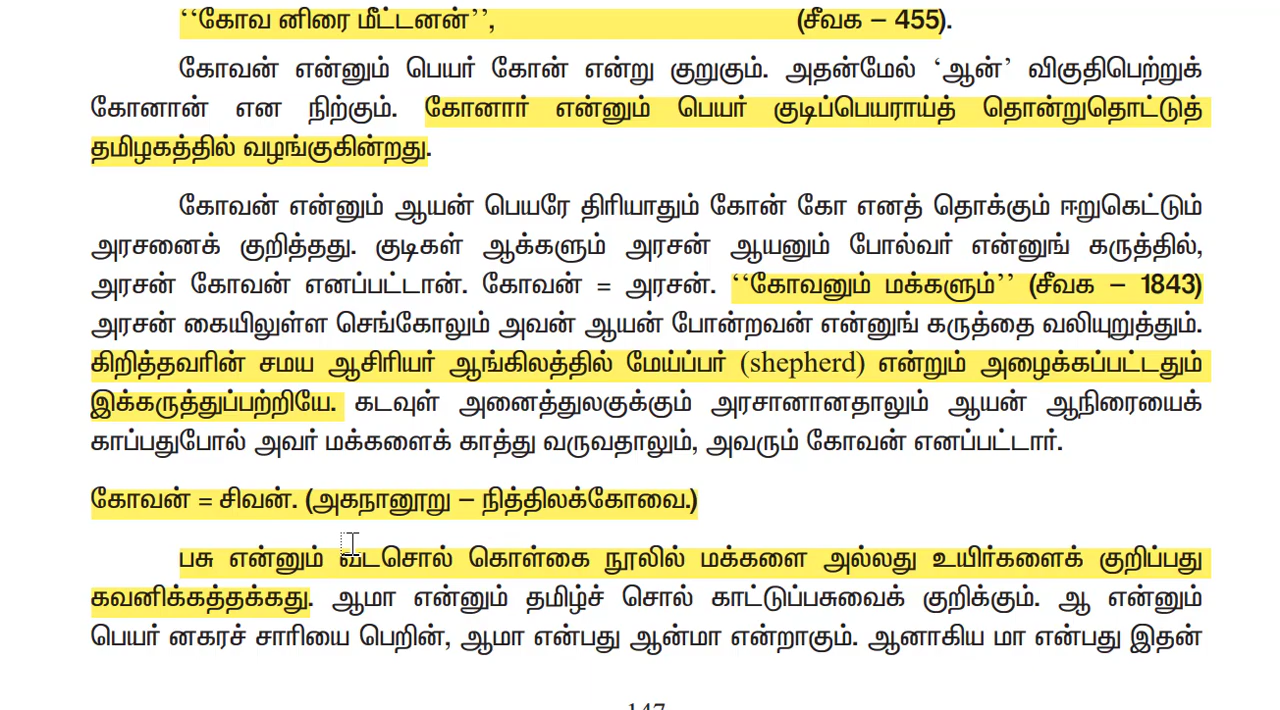 ‘‘கோவ னிரை மீட்டனன்’’, (சீவக – 455).
கோவன் என்னும் பெயர் கோன் என்று குறுகும். அதன்மேல் ‘ஆன்’ விகுதிபெற்றுக்
கோனான் என நிற்கும். கோனார் என்னும் பெயர் குடிப்பெயராய்த் தொன்றுதொட்டுத்
தமிழகத்தில் வழங்குகின்றது.
கோவன் என்னும் ஆயன் பெயரே திரியாதும் கோன் கோ எனத் தொக்கும் ஈறுகெட்டும்
அரசனைக் குறித்தது. குடிகள் ஆக்களும் அரசன் ஆயனும் போல்வர் என்னுங் கருத்தில்,
அரசன் கோவன் எனப்பட்டான். கோவன் = அரசன். ‘‘கோவனும் மக்களும்’’ (சீவக – 1843)
அரசன் கையிலுள்ள செங்கோலும் அவன் ஆயன் போன்றவன் என்னுங் கருத்தை வலியுறுத்தும்.
கிறித்தவரின் சமய ஆசிரியர் ஆங்கிலத்தில் மேய்ப்பர் (shepherd) என்றும் அழைக்கப்பட்டதும்
இக்கருத்துப்பற்றியே. கடவுள் அனைத்துலகுக்கும் அரசானானதாலும் ஆயன் ஆநிரையைக்
காப்பதுபோல் அவர் மக்களைக் காத்து வருவதாலும், அவரும் கோவன் எனப்பட்டார்.
கோவன் = சிவன். (அகநானூறு – நித்திலக்கோவை.)
பசு என்னும் வடசொல் கொள்கை நூலில் மக்களை அல்லது உயிர்களைக் குறிப்பது
கவனிக்கத்தக்கது. ஆமா என்னும் தமிழ்ச் சொல் காட்டுப்பசுவைக் குறிக்கும். ஆ என்னும்
பெயர் னகரச் சாரியை பெறின், ஆமா என்பது ஆன்மா என்றாகும். ஆனாகிய மா என்பது இதன்
147